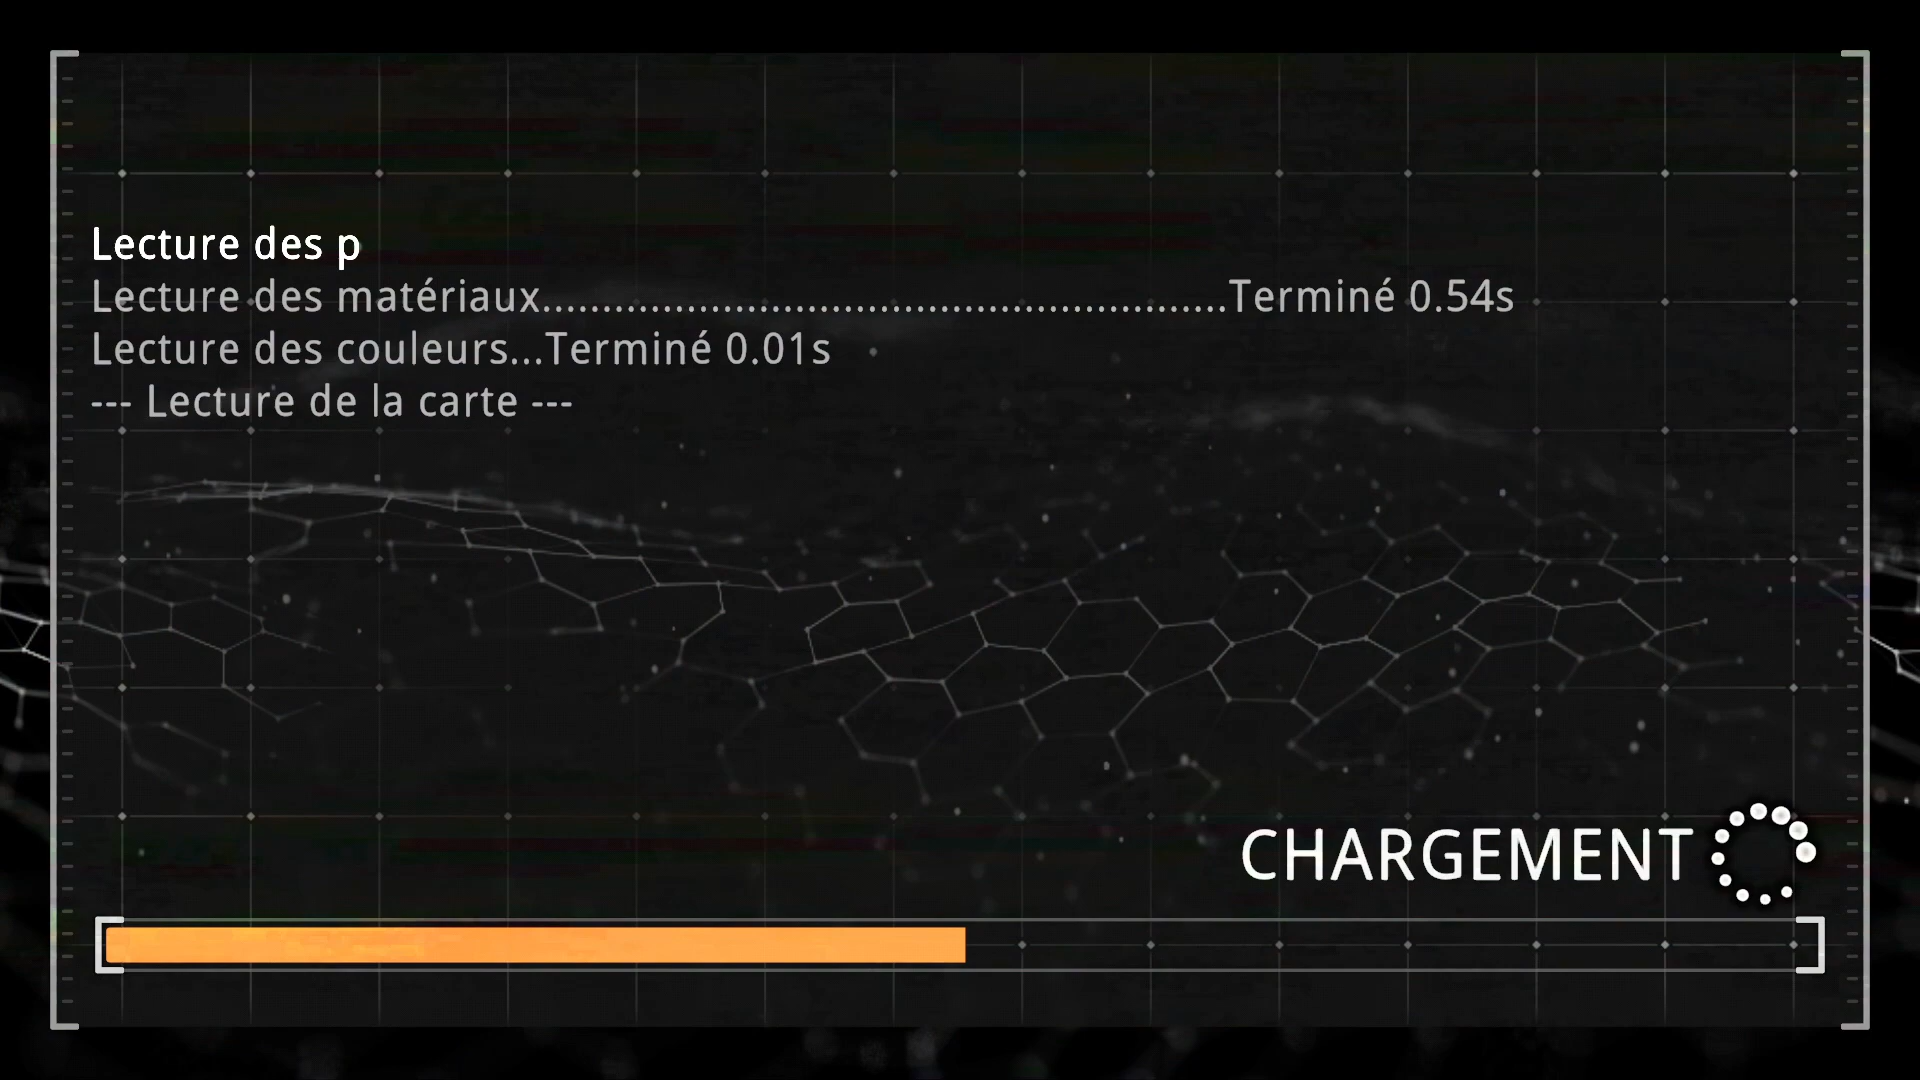 Lecture des p
Lecture des matériaux........................................................Terminé 0.54s
Lecture des couleurs...Terminé 0.01s
--- Lecture de la carte ---
CHARGEMENT